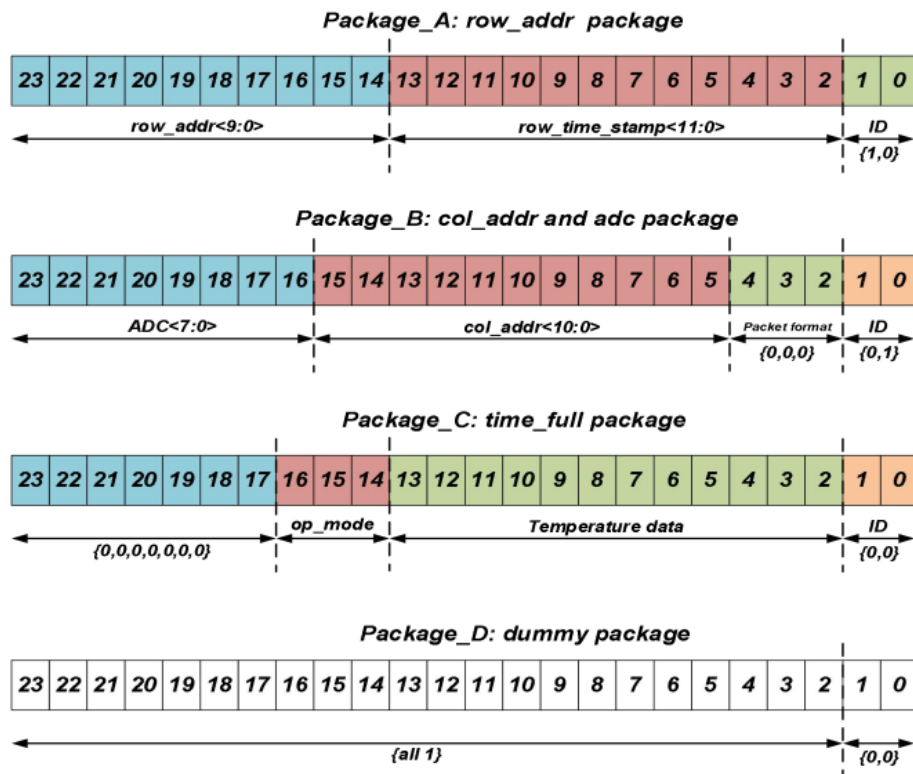 Package_A: row_addr package
23 22 21 20 19 18 17 16 15 14 13 12 11 10 9 8 7 6 5 4 3 2 1 0
row_addr<9:0> row_time_stamp<11:0> ID
{1,0}
Package_B: col_addr and adc package
23 22 21 20 19 18 17 16 15 14 13 12 11 10 9 8 7 6 5 4 3 2 1 0
ADC<7:0> col_addr<10:0> Packet format ID
{0,0,0} {0,1}
Package_C: time_full package
23 22 21 20 19 18 17 16 15 14 13 12 11 10 9 8 7 6 5 4 3 2 1 0
op_mode Temperature data ID
{0,0,0,0,0,0,0} {0,0}
Package_D: dummy package
23 22 21 20 19 18 17 16 15 14 13 12 11 10 9 8 7 6 5 4 3 2 1 0
{all 1} {0,0}